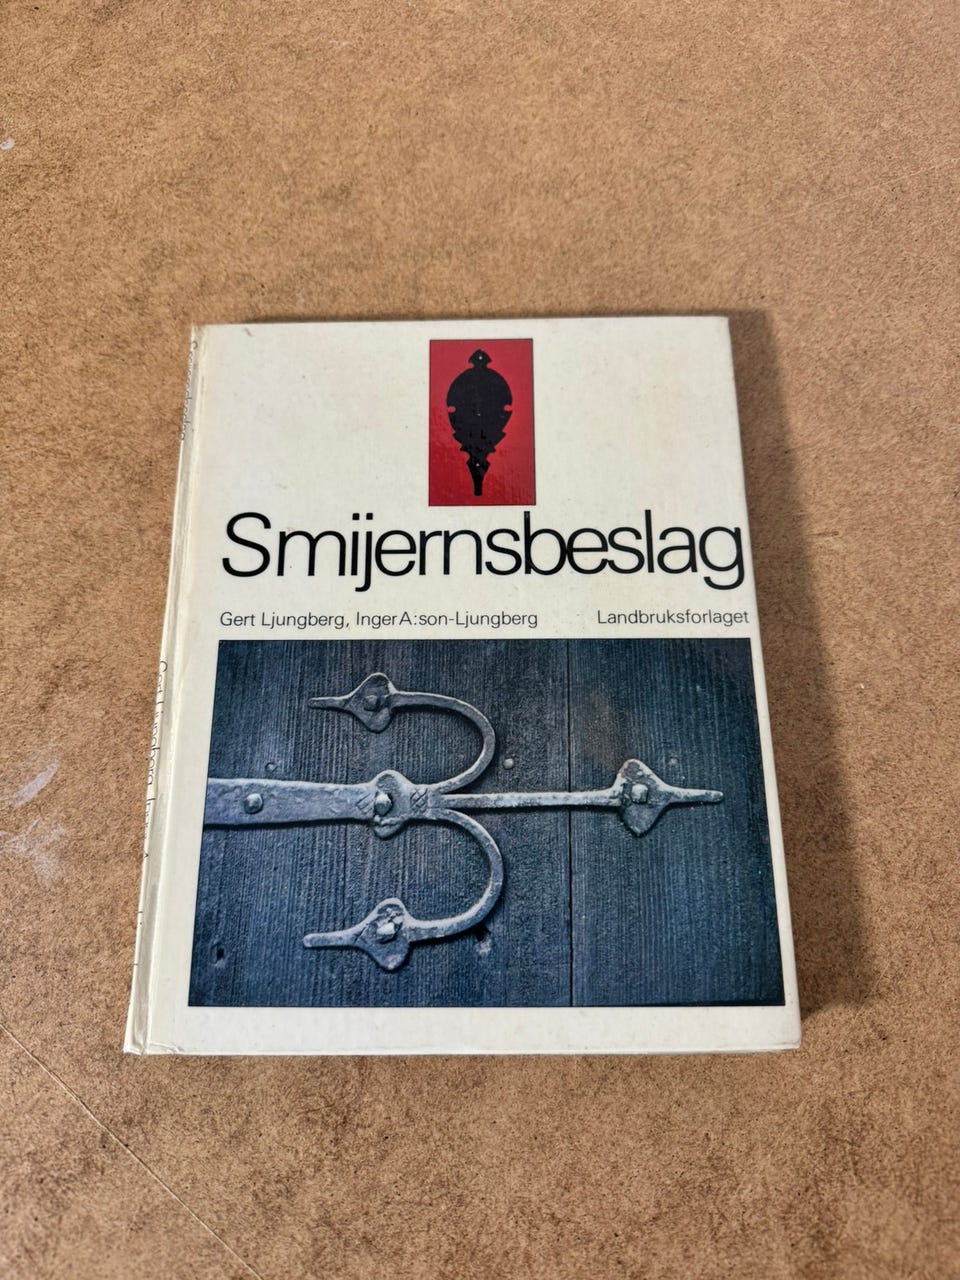 Smijernsbeslag
Gert Ljungberg, Inger A:son-Ljungberg Landbruksforlaget